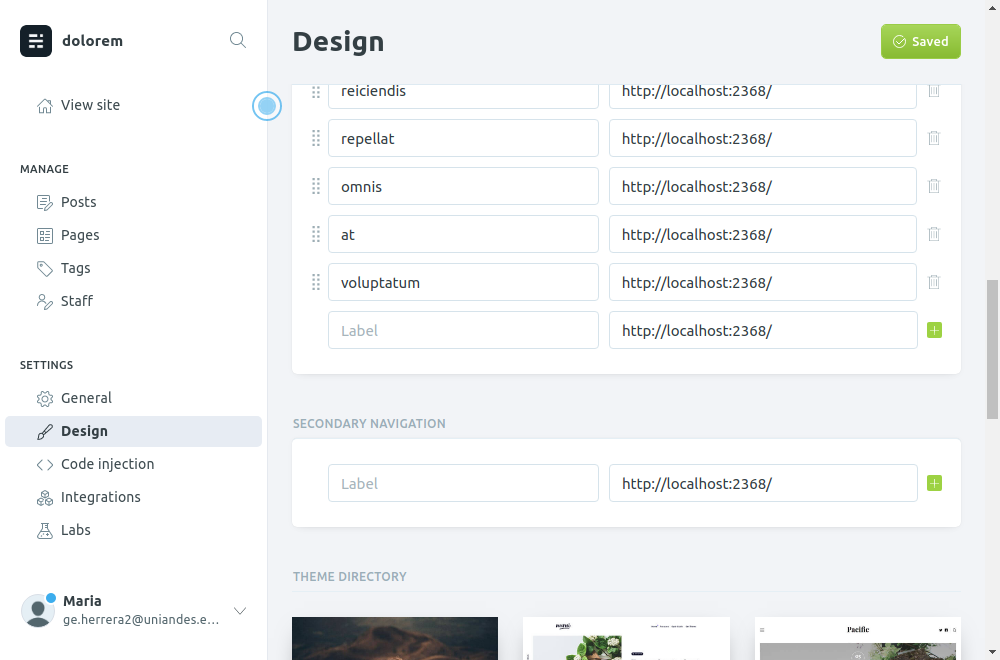 dolorem
View site
MANAGE
Posts
Pages
Tags
Staff
SETTINGS
General
Design
Code injection
Integrations
Labs
Maria
ge.herrera2@uniandes.e...
Design
Saved
reiciendis http://localhost:2368/
repellat http://localhost:2368/
omnis http://localhost:2368/
at http://localhost:2368/
voluptatum http://localhost:2368/
Label http://localhost:2368/
SECONDARY NAVIGATION
Label http://localhost:2368/
THEME DIRECTORY
Pacific